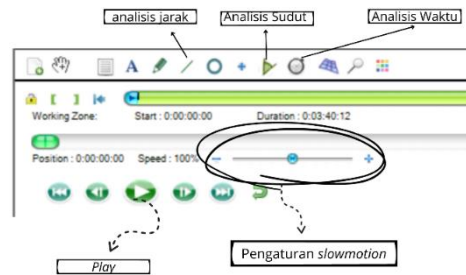 analisis jarak
Analisis Sudut
Analisis Waktu
A
Working Zone: Start : 0:00:00:00 Duration : 0:03:40:12
Position : 0:00:00:00 Speed : 100%
Play
Pengaturan slowmotion